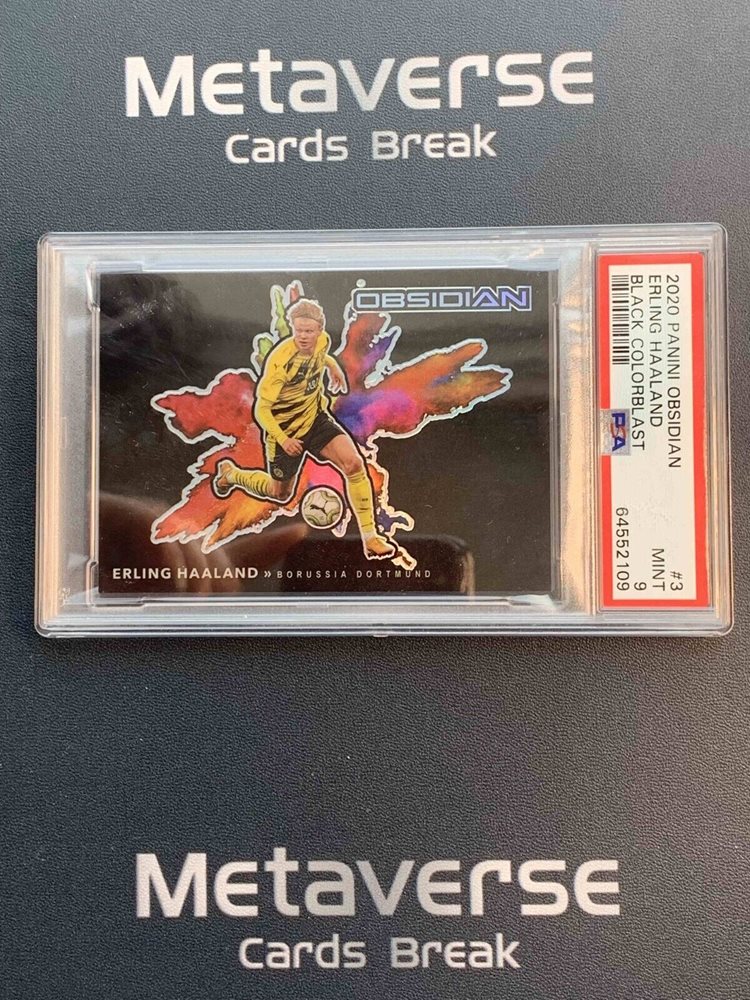 Metaverse
Cards Break
OBSIDIAN
ERLING HAALAND » BORUSSIA DORTMUND
2020 PANINI OBSIDIAN
ERLING HAALAND
BLACK COLORBLAST
PSA
#3
MINT
9
64552109
Metaverse
Cards Break